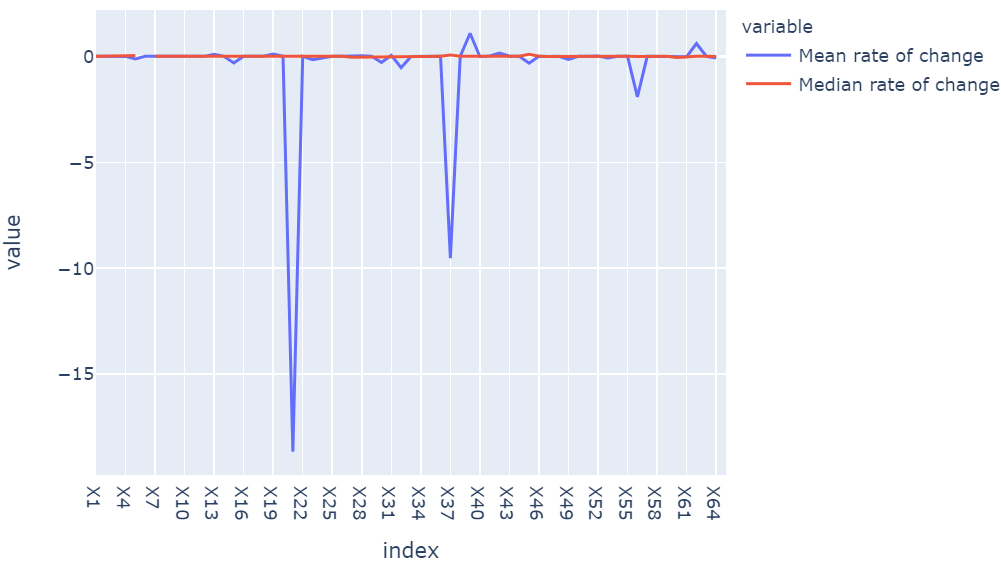 variable
Mean rate of change
Median rate of change
0
−5
−10
−15
value
X1
X4
X7
X10
X13
X16
X19
X22
X25
X28
X31
X34
X37
X40
X43
X46
X49
X52
X55
X58
X61
X64
index